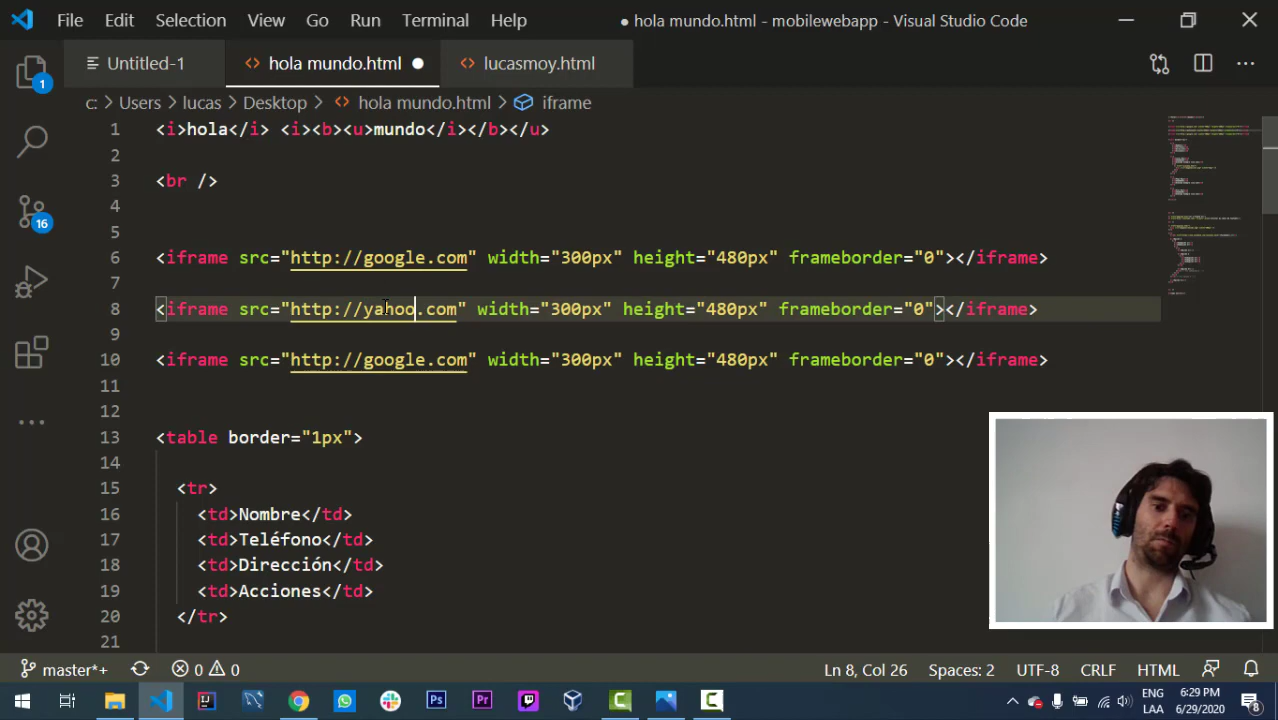 File Edit Selection View Go Run Terminal Help ● hola mundo.html - mobilewebapp - Visual Studio Code
Untitled-1 <> hola mundo.html ● <> lucasmoy.html
1
C: > Users > lucas > Desktop > <> hola mundo.html > iframe
1 <i>hola</i> <i><b><u>mundo</i></b></u>
2
3 <br />
4
16
5
6 <iframe src="http://google.com" width="300px" height="480px" frameborder="0"></iframe>
7
8 <iframe src="http://yahoo.com" width="300px" height="480px" frameborder="0"></iframe>
9
10 <iframe src="http://google.com" width="300px" height="480px" frameborder="0"></iframe>
11
12
13 <table border="1px">
14
15 <tr>
16 <td>Nombre</td>
17 <td>Teléfono</td>
18 <td>Dirección</td>
19 <td>Acciones</td>
20 </tr>
21
master*+ 0 0 Ln 8, Col 26 Spaces: 2 UTF-8 CRLF HTML
Ps Pr ENG 6:29 PM
LAA 6/29/2020 8